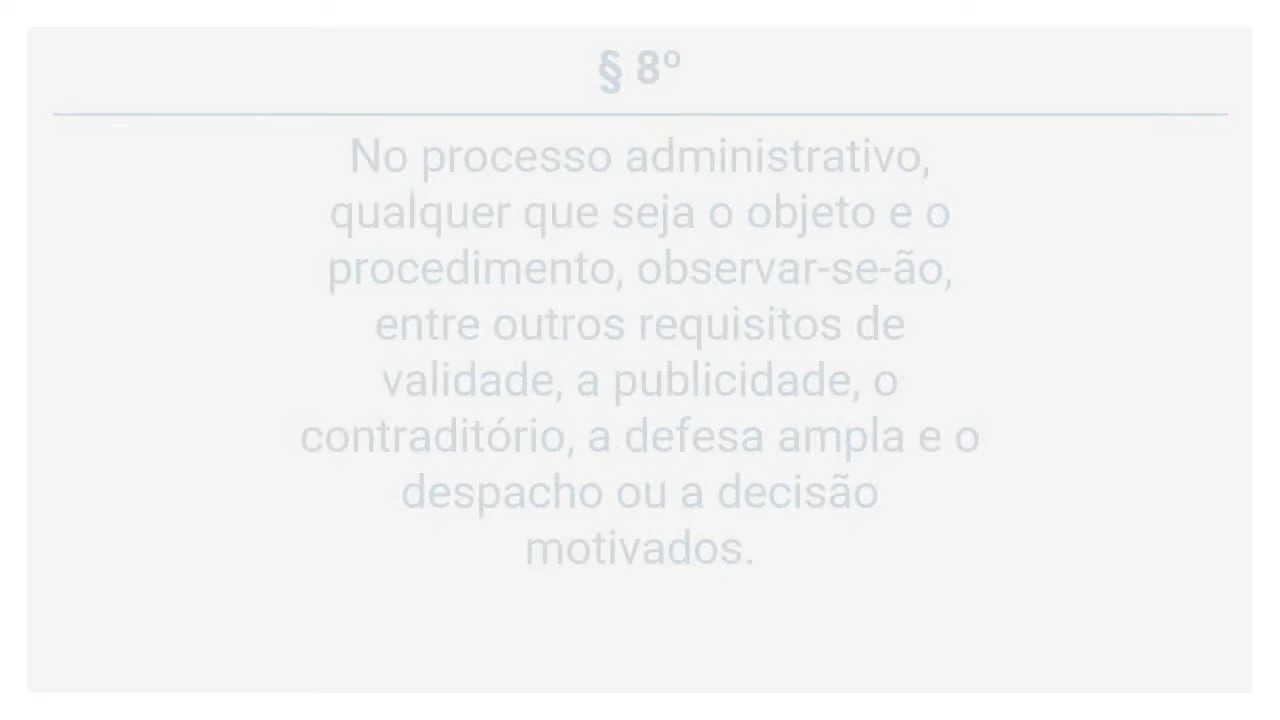 § 8º
No processo administrativo,
qualquer que seja o objeto e o
procedimento, observar-se-ão,
entre outros requisitos de
validade, a publicidade, o
contraditório, a defesa ampla e o
despacho ou a decisão
motivados.